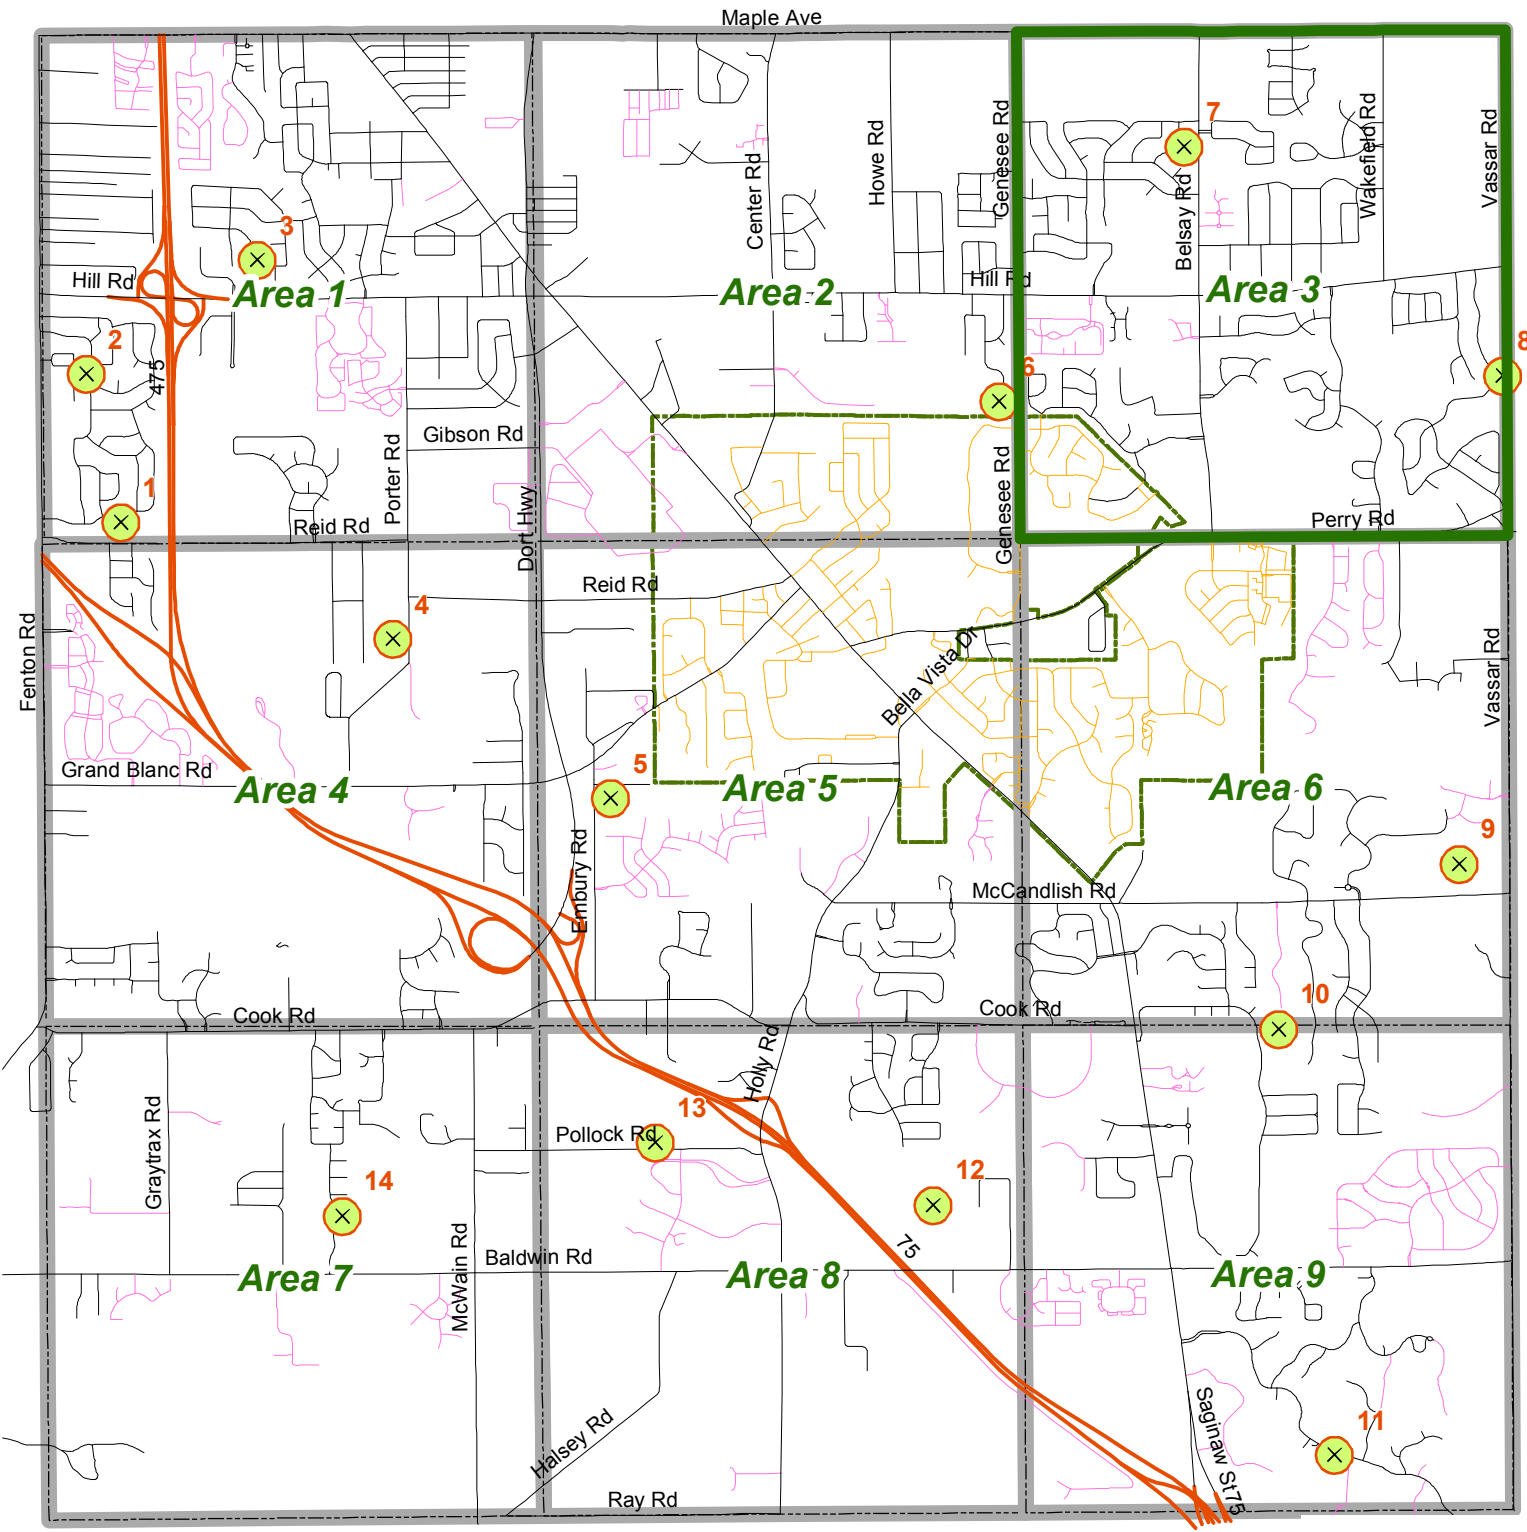 Maple Ave
Genesee Rd
7
Howe Rd
Wakefield Rd
Vassar Rd
Center Rd
Belsay Rd
3
Hill Rd
Hill Rd
Area 1
Area 2
Area 3
2
475
6
8
Gibson Rd
Porter Rd
1
Genesee Rd
Dort Hwy
Reid Rd
Perry Rd
Reid Rd
4
Fenton Rd
Bella Vista Dr
Vassar Rd
Grand Blanc Rd
5
Area 4
Area 5
Area 6
9
Embury Rd
McCandlish Rd
10
Cook Rd
Cook Rd
Holly Rd
13
Graytrax Rd
Pollock Rd
14
12
McWain Rd
Baldwin Rd
75
Area 7
Area 8
Area 9
11
Halsey Rd
Saginaw St
75
Ray Rd